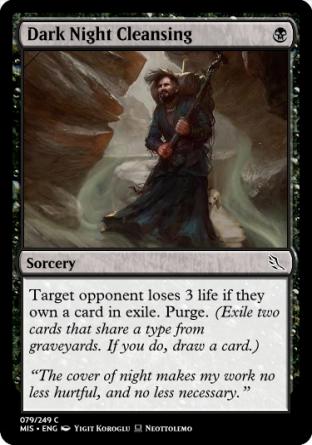 Dark Night Cleansing
Sorcery
Target opponent loses 3 life if they
own a card in exile. Purge. (Exile two
cards that share a type from
graveyards. If you do, draw a card.)
“The cover of night makes my work no
less hurtful, and no less necessary.”
079/249 C
MIS • ENG Yigit Koroglu Neottolemo